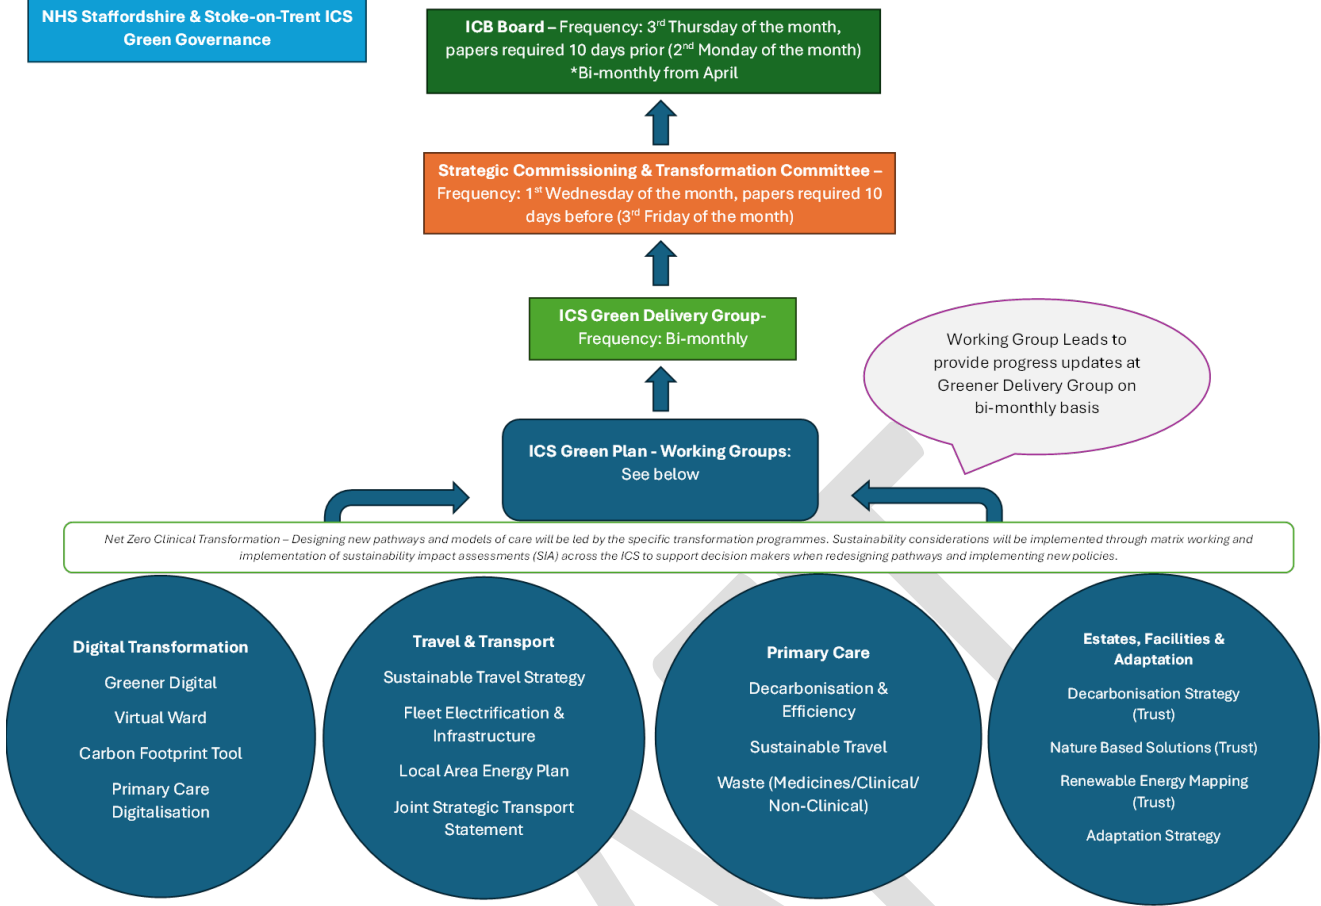 NHS Staffordshire & Stoke-on-Trent ICS
Green Governance
ICB Board – Frequency: 3rd Thursday of the month,
papers required 10 days prior (2nd Monday of the month)
*Bi-monthly from April
Strategic Commissioning & Transformation Committee –
Frequency: 1st Wednesday of the month, papers required 10
days before (3rd Friday of the month)
ICS Green Delivery Group-
Frequency: Bi-monthly
Working Group Leads to
provide progress updates at
Greener Delivery Group on
bi-monthly basis
ICS Green Plan - Working Groups:
See below
Net Zero Clinical Transformation – Designing new pathways and models of care will be led by the specific transformation programmes. Sustainability considerations will be implemented through matrix working and
implementation of sustainability impact assessments (SIA) across the ICS to support decision makers when redesigning pathways and implementing new policies.
Digital Transformation
Greener Digital
Virtual Ward
Carbon Footprint Tool
Primary Care
Digitalisation
Travel & Transport
Sustainable Travel Strategy
Fleet Electrification &
Infrastructure
Local Area Energy Plan
Joint Strategic Transport
Statement
Primary Care
Decarbonisation &
Efficiency
Sustainable Travel
Waste (Medicines/Clinical/
Non-Clinical)
Estates, Facilities &
Adaptation
Decarbonisation Strategy
(Trust)
Nature Based Solutions (Trust)
Renewable Energy Mapping
(Trust)
Adaptation Strategy